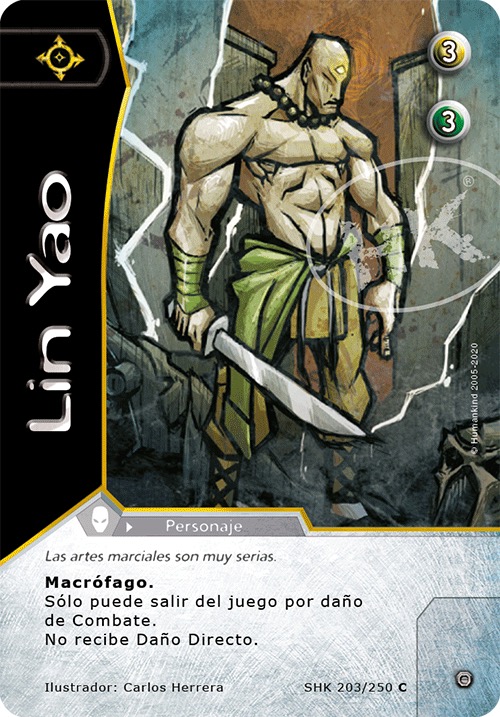 3
3
Lin Yao
HK
®
© Humankind 2005-2020
Personaje
Las artes marciales son muy serias.
Macrófago.
Sólo puede salir del juego por daño
de Combate.
No recibe Daño Directo.
Ilustrador: Carlos Herrera
SHK 203/250 C